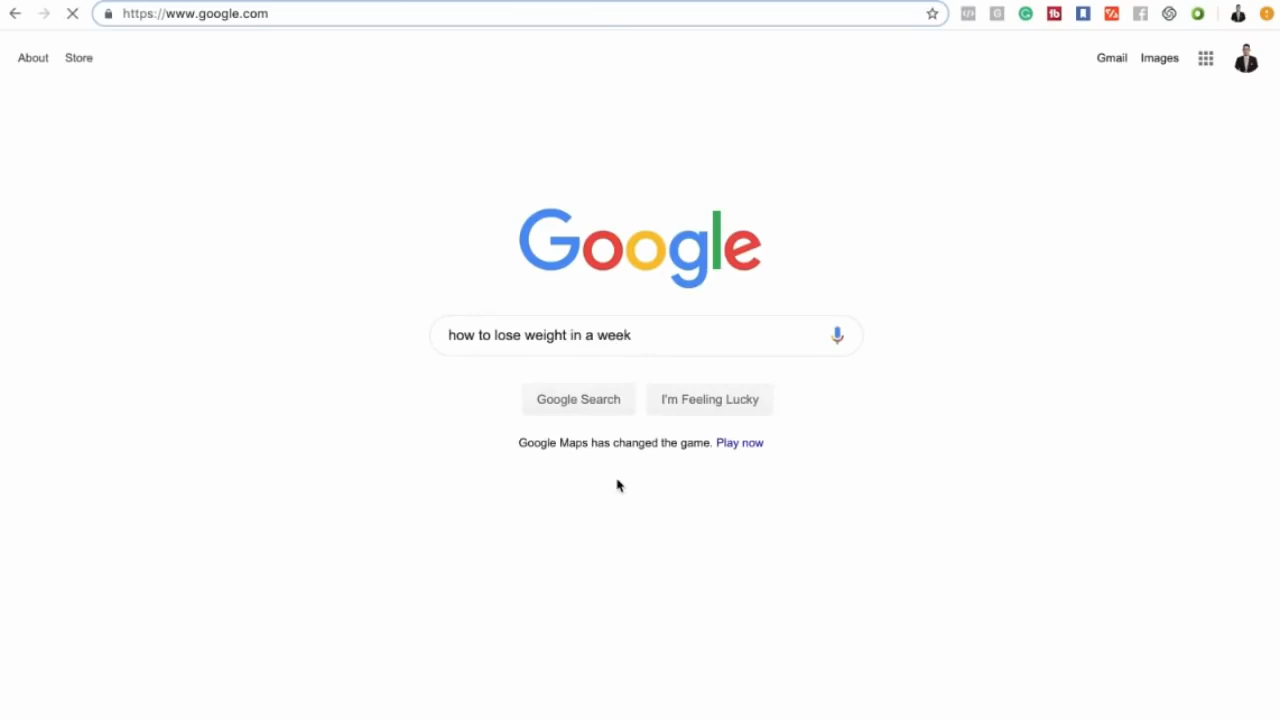 https://www.google.com
About Store Gmail Images
Google
how to lose weight in a week
Google Search I'm Feeling Lucky
Google Maps has changed the game. Play now